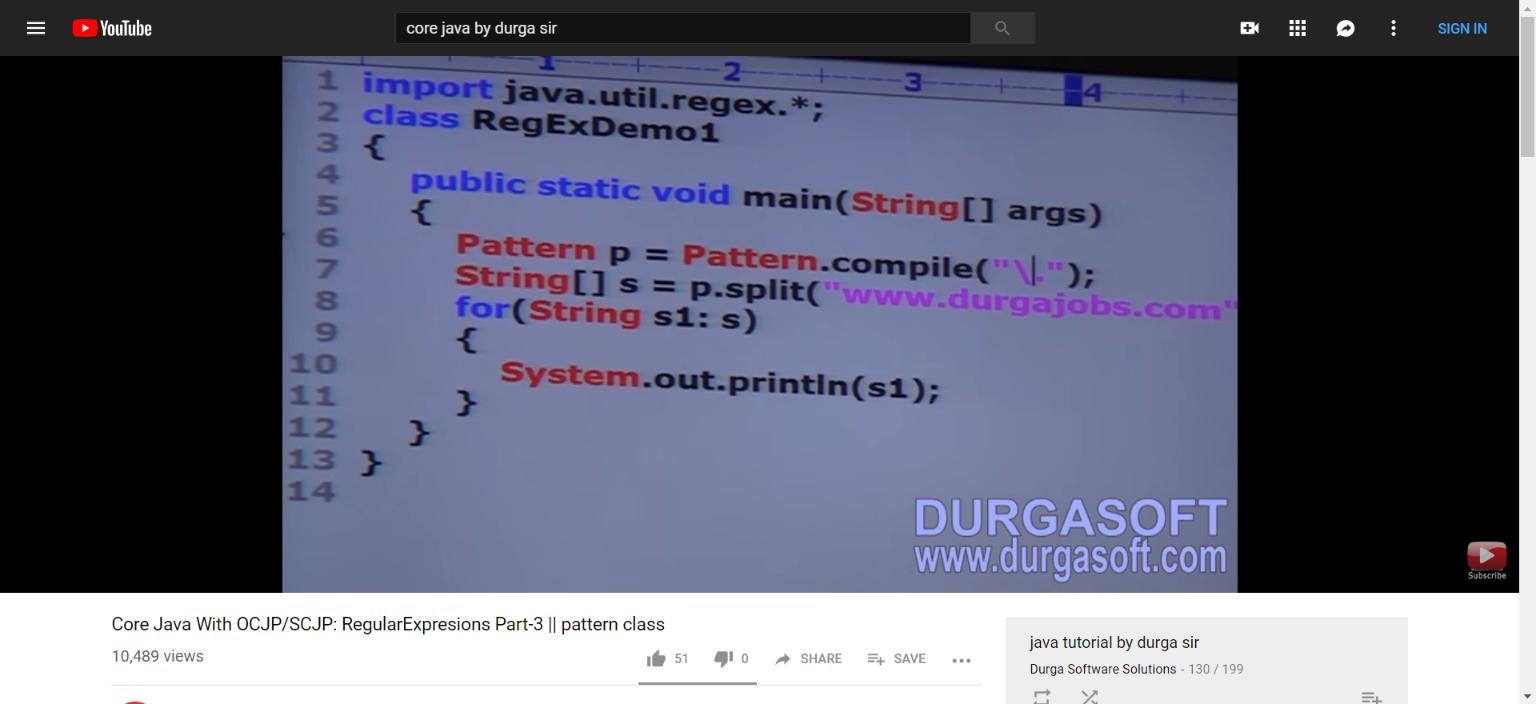 YouTube
core java by durga sir
SIGN IN
1 2 3 4
1 import java.util.regex.*;
2 class RegExDemo1
3 {
4 public static void main(String[] args)
5 {
6 Pattern p = Pattern.compile("\.");
7 String[] s = p.split("www.durgajobs.com"
8 for(String s1: s)
9 {
10 System.out.println(s1);
11 }
12 }
13 }
14
DURGASOFT
www.durgasoft.com
Subscribe
Core Java With OCJP/SCJP: RegularExpresions Part-3 || pattern class
10,489 views
51 0 SHARE SAVE
java tutorial by durga sir
Durga Software Solutions - 130 / 199